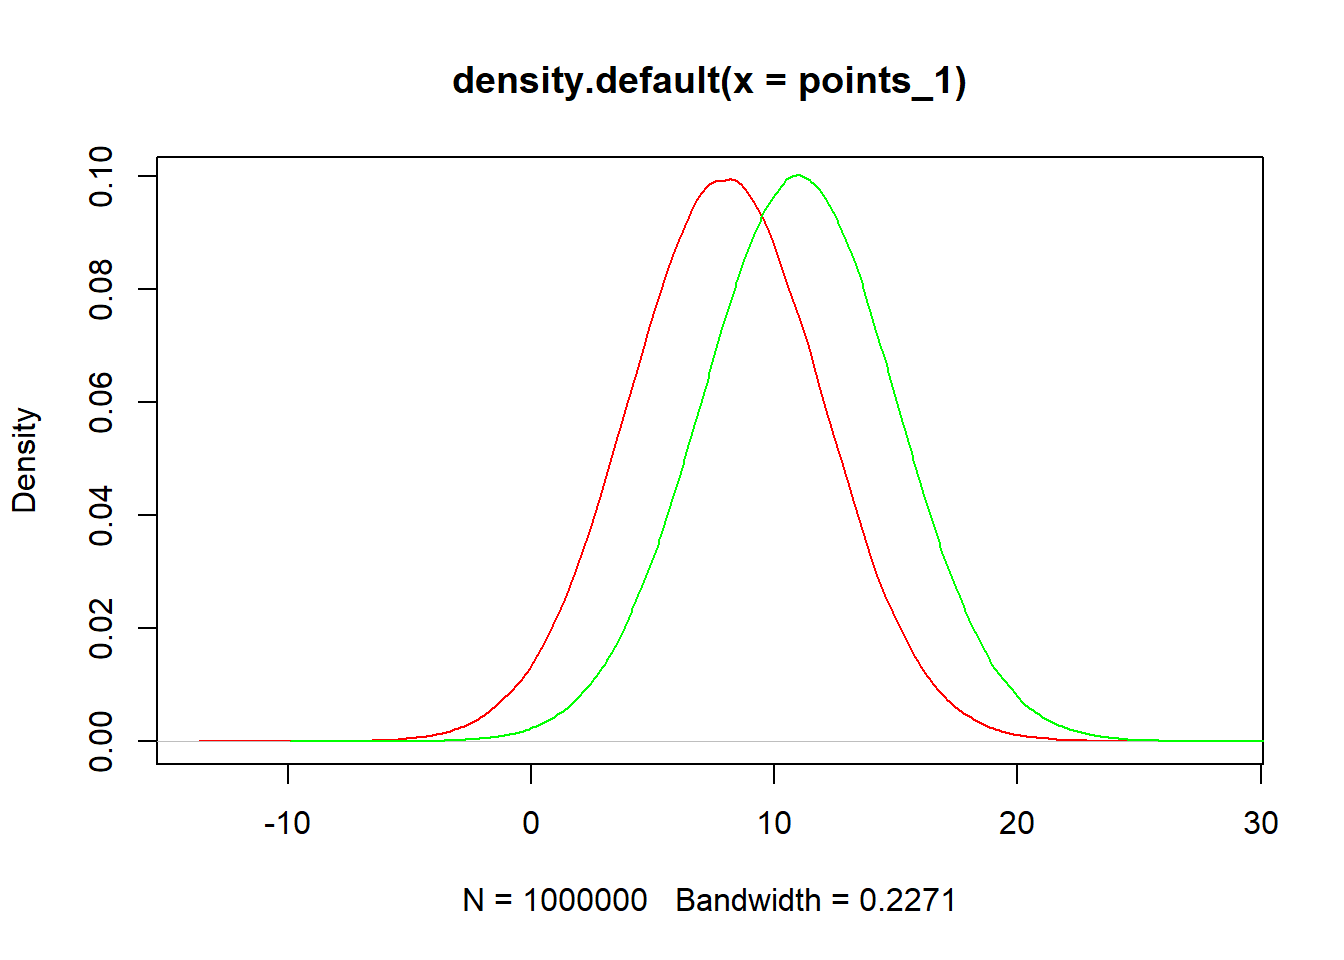 density.default(x = points_1)
Density
0.10
0.08
0.06
0.04
0.02
0.00
-10 0 10 20 30
N = 1000000 Bandwidth = 0.2271